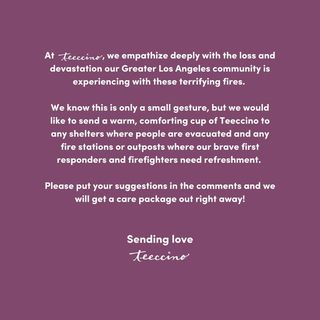 At teeccino, we empathize deeply with the loss and
devastation our Greater Los Angeles community is
experiencing with these terrifying fires.
We know this is only a small gesture, but we would
like to send a warm, comforting cup of Teeccino to
any shelters where people are evacuated and any
fire stations or outposts where our brave first
responders and firefighters need refreshment.
Please put your suggestions in the comments and we
will get a care package out right away!
Sending love
teeccino